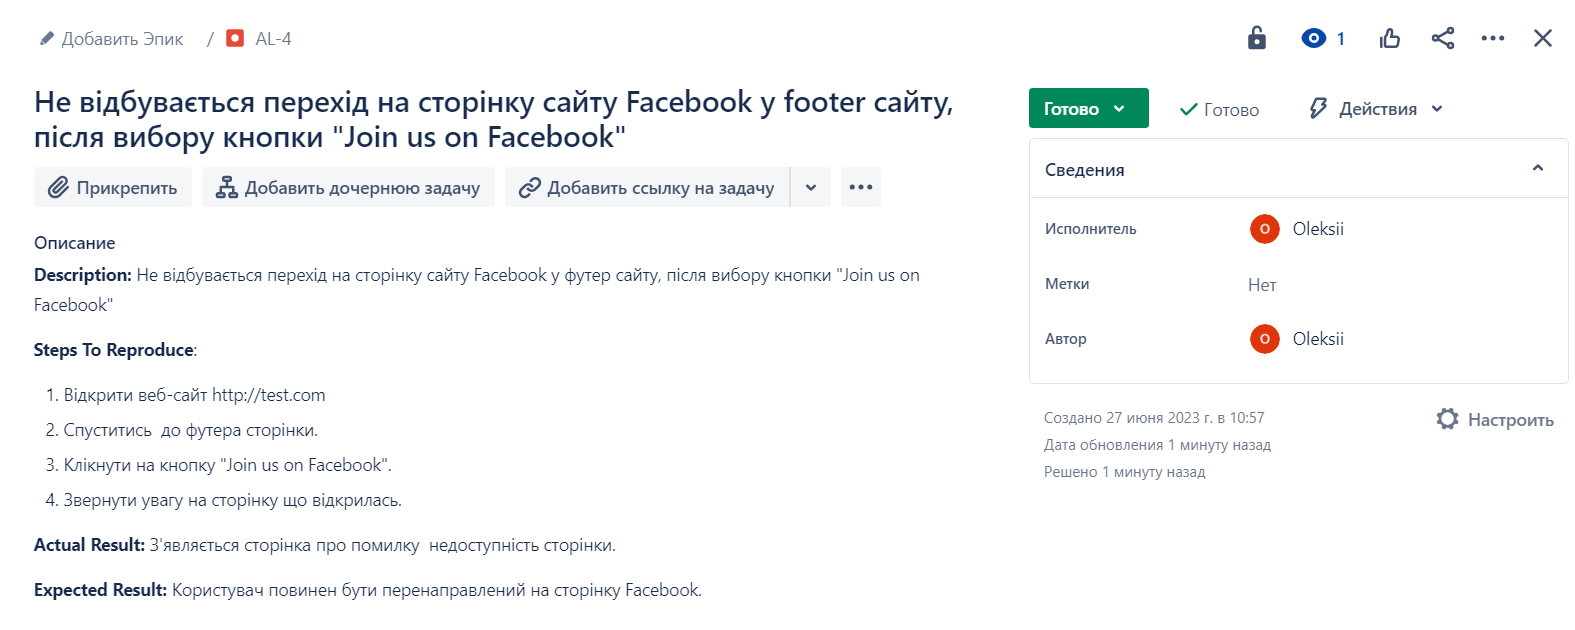 Добавить Эпик / AL-4
1
Не відбувається перехід на сторінку сайту Facebook у footer сайту,
після вибору кнопки "Join us on Facebook"
Прикрепить
Добавить дочернюю задачу
Добавить ссылку на задачу
Описание
Description: Не відбувається перехід на сторінку сайту Facebook у футер сайту, після вибору кнопки "Join us on
Facebook"
Steps To Reproduce:
1. Відкрити веб-сайт http://test.com
2. Спуститись  до футера сторінки.
3. Клікнути на кнопку "Join us on Facebook".
4. Звернути увагу на сторінку що відкрилась.
Actual Result: З'являється сторінка про помилку  недоступність сторінки.
Expected Result: Користувач повинен бути перенаправлений на сторінку Facebook.
Готово
Готово
Действия
Сведения
Исполнитель
O Oleksii
Метки
Нет
Автор
O Oleksii
Создано 27 июня 2023 г. в 10:57
Дата обновления 1 минуту назад
Решено 1 минуту назад
Настроить